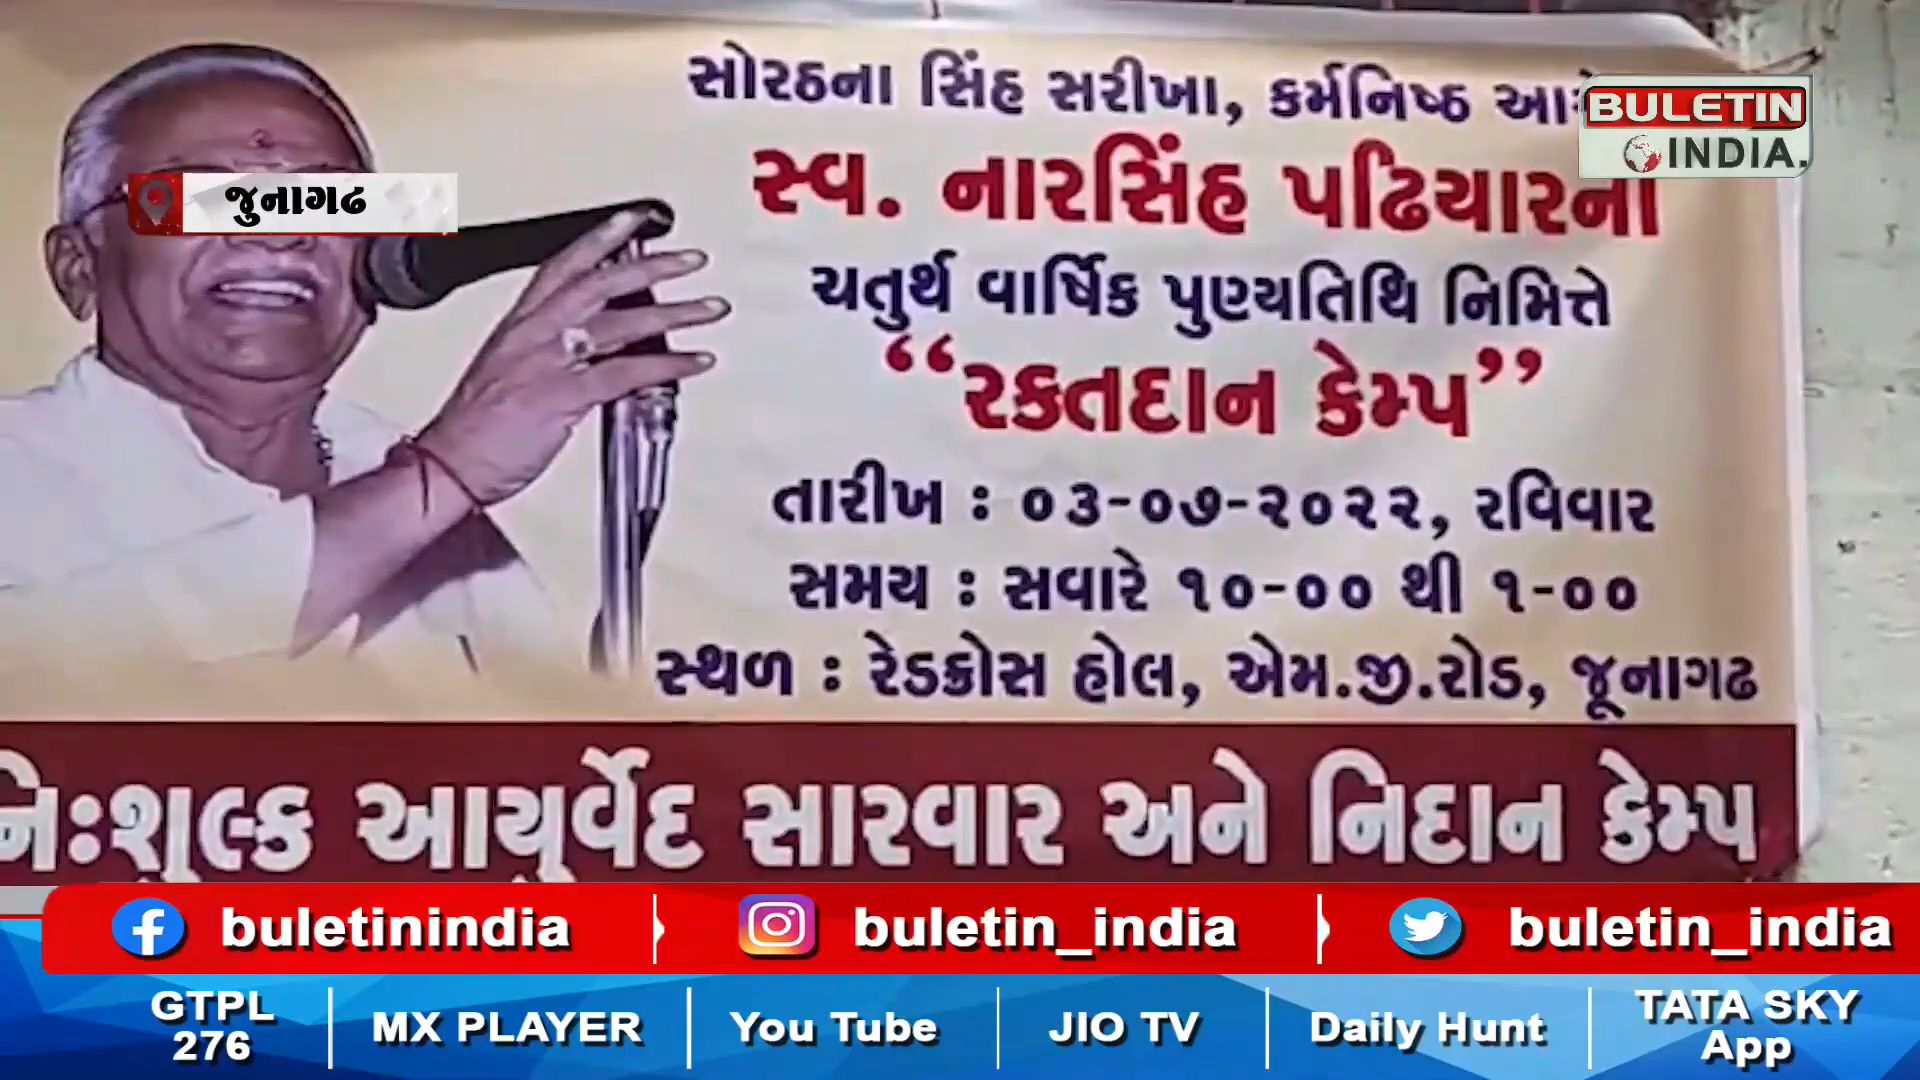 સોરઠના સિંહ સરીખા, કર્મનિષ્ઠ
BULETIN
INDIA.
સ્વ. નારસિંહ પઢિયારના
જુનાગઢ
ચતુર્થ વાર્ષિક પુણ્યતિથિ નિમિત્તે
“રક્તદાન કેમ્પ”
તારીખ : ૦૩-૦૭-૨૦૨૨, રવિવાર
સમય : સવારે ૧૦-૦૦ થી ૧-૦૦
સ્થળ : રેડક્રોસ હોલ, એમ.જી.રોડ, જૂનાગઢ
નિઃશુલ્ક આયુર્વેદ સારવાર અને નિદાન કેમ્પ
buletinindia buletin_india buletin_india
GTPL 276 MX PLAYER You Tube JIO TV Daily Hunt TATA SKY App